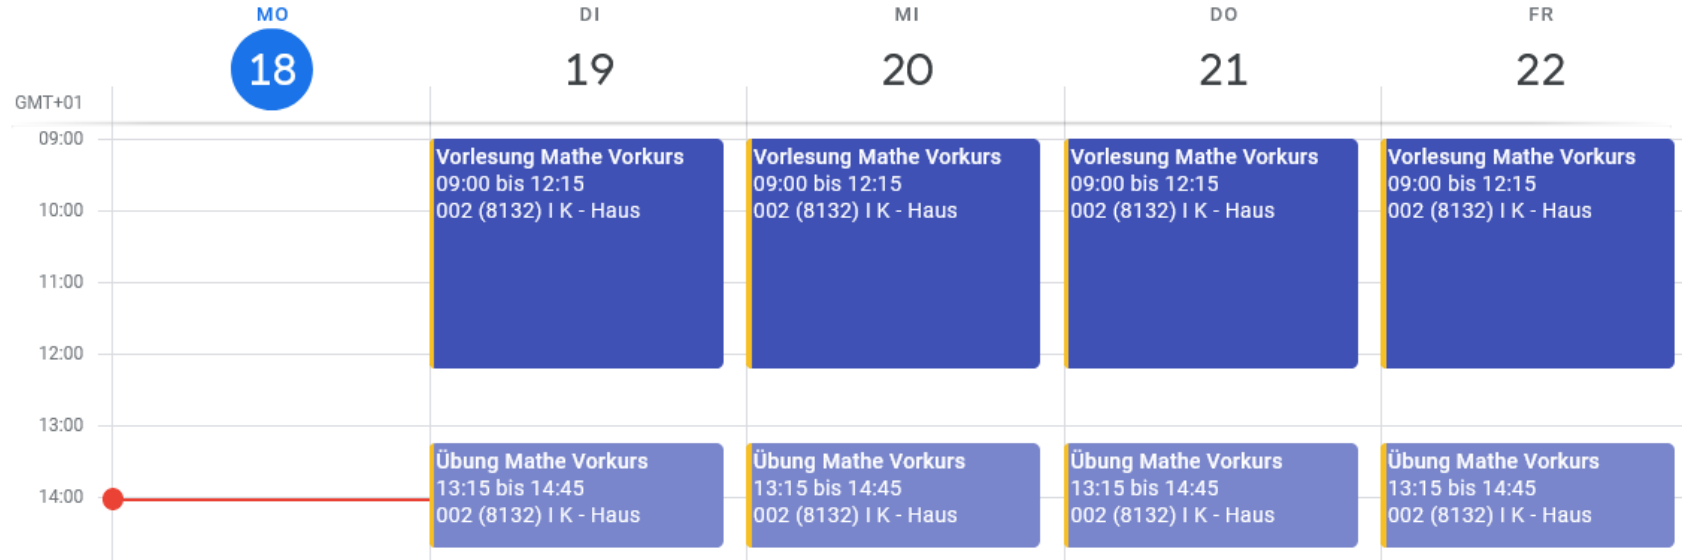 MO
DI
MI
DO
FR
18
19
20
21
22
GMT+01
09:00
10:00
11:00
12:00
13:00
14:00
Vorlesung Mathe Vorkurs
09:00 bis 12:15
002 (8132) I K - Haus
Vorlesung Mathe Vorkurs
09:00 bis 12:15
002 (8132) I K - Haus
Vorlesung Mathe Vorkurs
09:00 bis 12:15
002 (8132) I K - Haus
Vorlesung Mathe Vorkurs
09:00 bis 12:15
002 (8132) I K - Haus
Übung Mathe Vorkurs
13:15 bis 14:45
002 (8132) I K - Haus
Übung Mathe Vorkurs
13:15 bis 14:45
002 (8132) I K - Haus
Übung Mathe Vorkurs
13:15 bis 14:45
002 (8132) I K - Haus
Übung Mathe Vorkurs
13:15 bis 14:45
002 (8132) I K - Haus